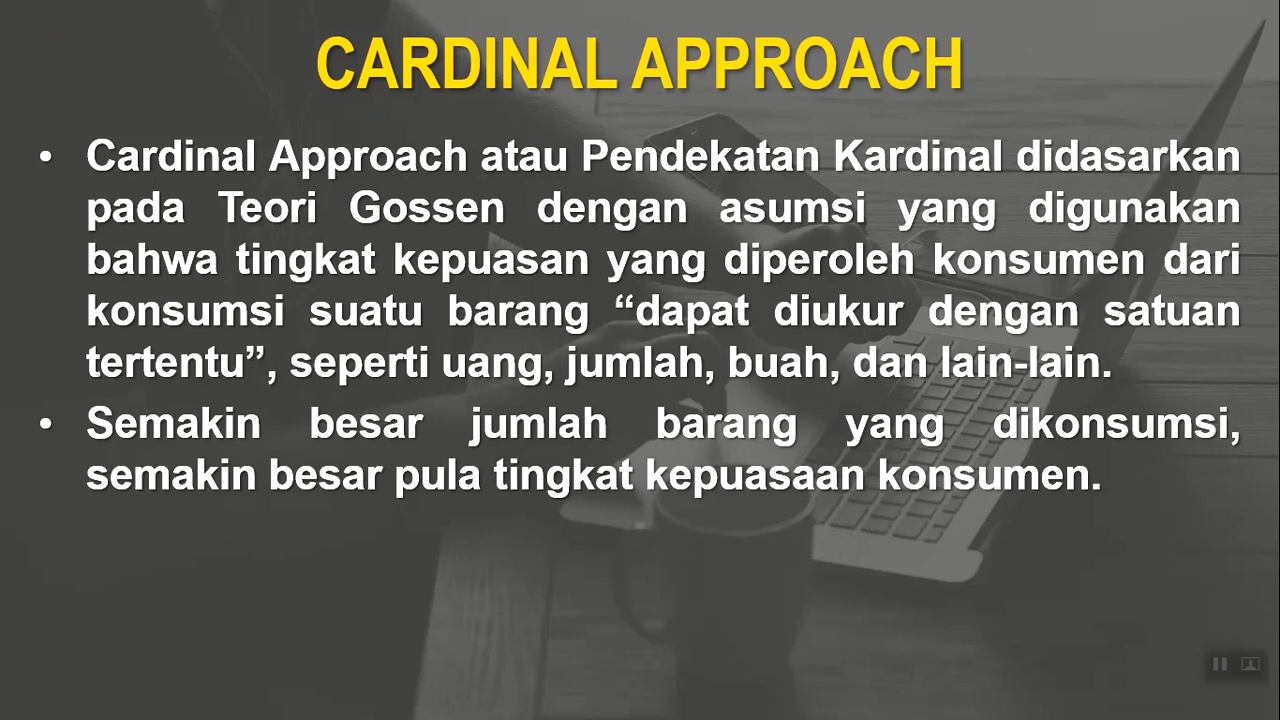 CARDINAL APPROACH
• Cardinal Approach atau Pendekatan Kardinal didasarkan
pada Teori Gossen dengan asumsi yang digunakan
bahwa tingkat kepuasan yang diperoleh konsumen dari
konsumsi suatu barang “dapat diukur dengan satuan
tertentu”, seperti uang, jumlah, buah, dan lain-lain.
• Semakin besar jumlah barang yang dikonsumsi,
semakin besar pula tingkat kepuasaan konsumen.